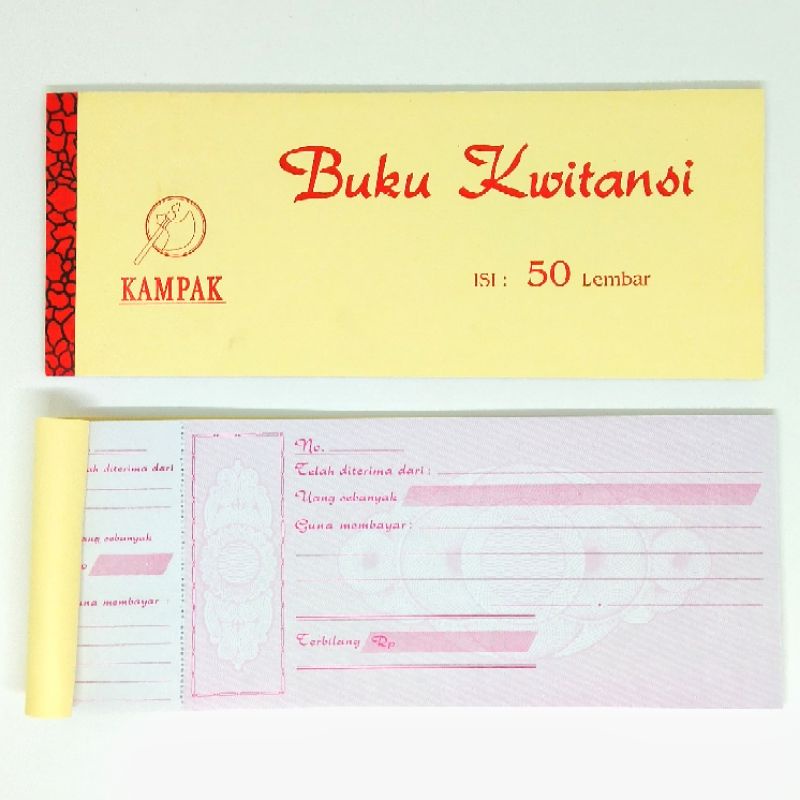 Buku Kwitansi
KAMPAK
ISI : 50 Lembar
No.
Telah diterima dari :
Uang sebanyak
Guna membayar :
Terbilang Rp
diterima dari
sebanyak
membayar :